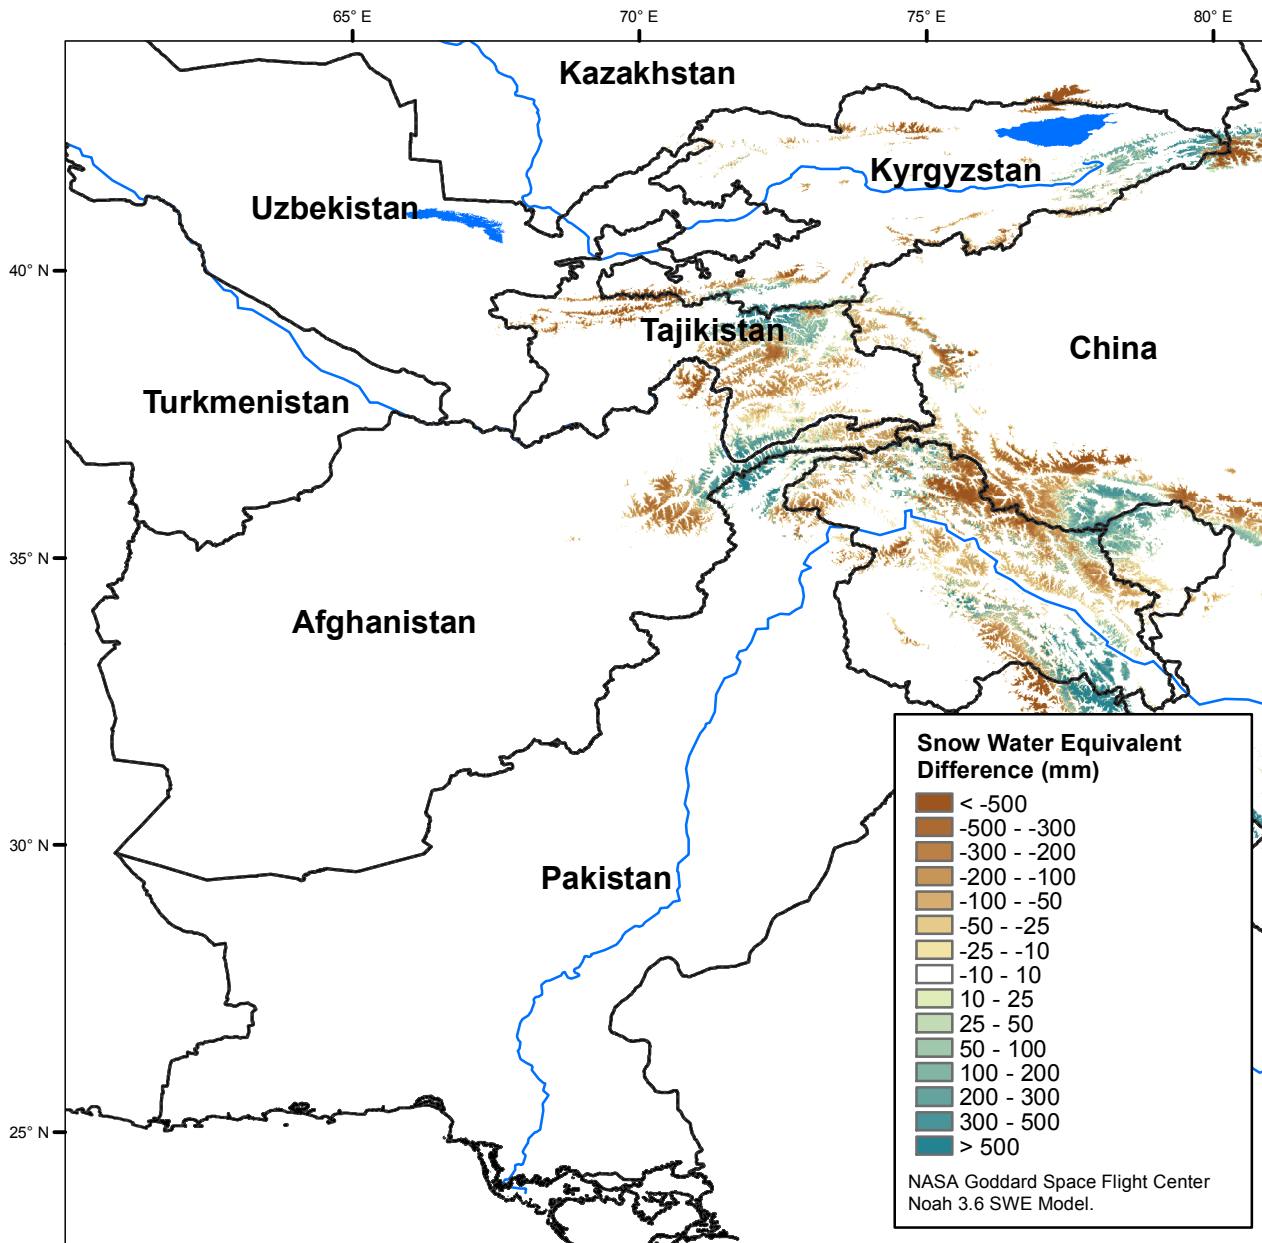 65° E
70° E
75° E
80° E
Kazakhstan
Kyrgyzstan
Uzbekistan
40° N
Tajikistan
China
Turkmenistan
35° N
Afghanistan
Snow Water Equivalent
Difference (mm)
< -500
-500 - -300
-300 - -200
-200 - -100
-100 - -50
-50 - -25
-25 - -10
-10 - 10
10 - 25
25 - 50
50 - 100
100 - 200
200 - 300
300 - 500
> 500
NASA Goddard Space Flight Center
Noah 3.6 SWE Model.
30° N
Pakistan
25° N